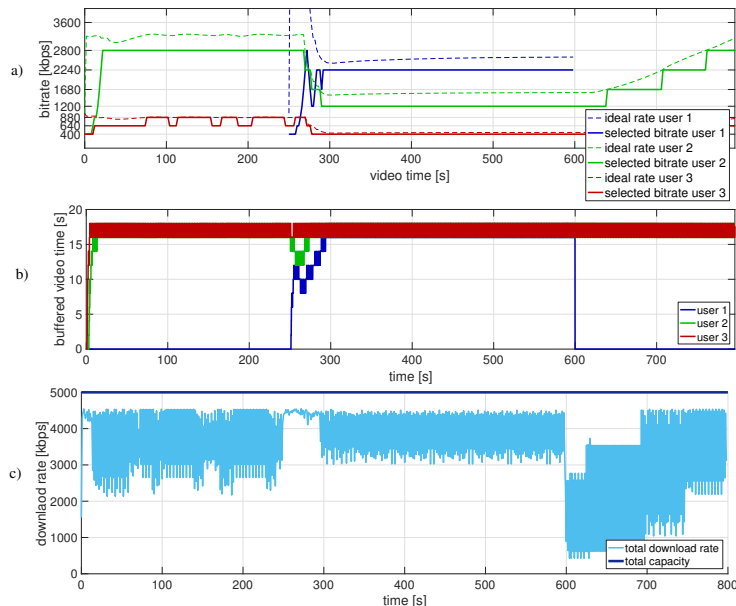 a)
bitrate [kbps]
3600
2800
2240
1680
1200
880
640
400
0
100
200
300
400
500
600
video time [s]
ideal rate user 1
selected bitrate user 1
ideal rate user 2
selected bitrate user 2
ideal rate user 3
selected bitrate user 3
b)
buffered video time [s]
20
15
10
5
0
0
100
200
300
400
500
600
700
time [s]
user 1
user 2
user 3
c)
downlaod rate [kbps]
5000
4000
3000
2000
1000
0
0
100
200
300
400
500
600
700
800
time [s]
total download rate
total capacity